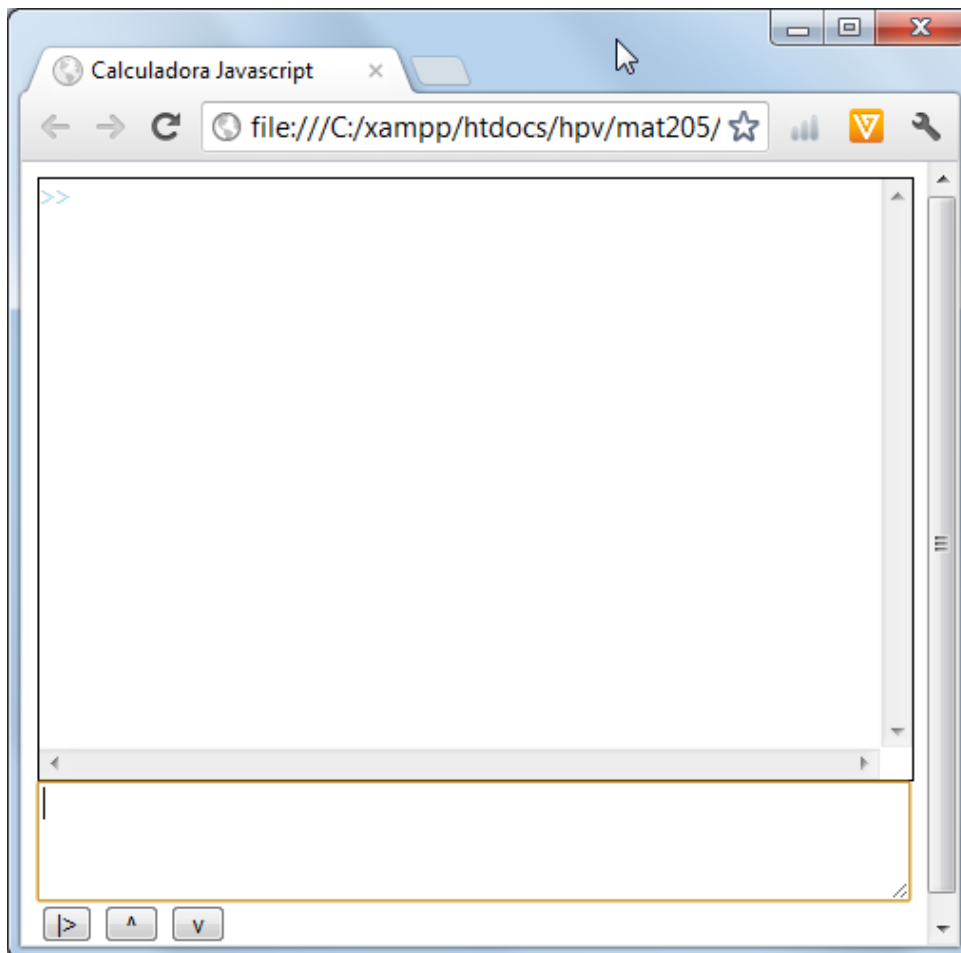 Calculadora Javascript
file:///C:/xampp/htdocs/hpv/mat205/
>>
|> ^ v